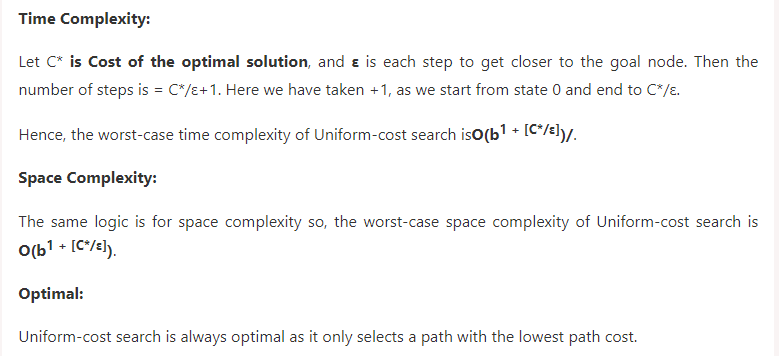 Time Complexity:
Let C* is Cost of the optimal solution, and ε is each step to get closer to the goal node. Then the
number of steps is = C*/ε+1. Here we have taken +1, as we start from state 0 and end to C*/ε.
Hence, the worst-case time complexity of Uniform-cost search isO(b1 + [C*/ε])/.
Space Complexity:
The same logic is for space complexity so, the worst-case space complexity of Uniform-cost search is
O(b1 + [C*/ε]).
Optimal:
Uniform-cost search is always optimal as it only selects a path with the lowest path cost.